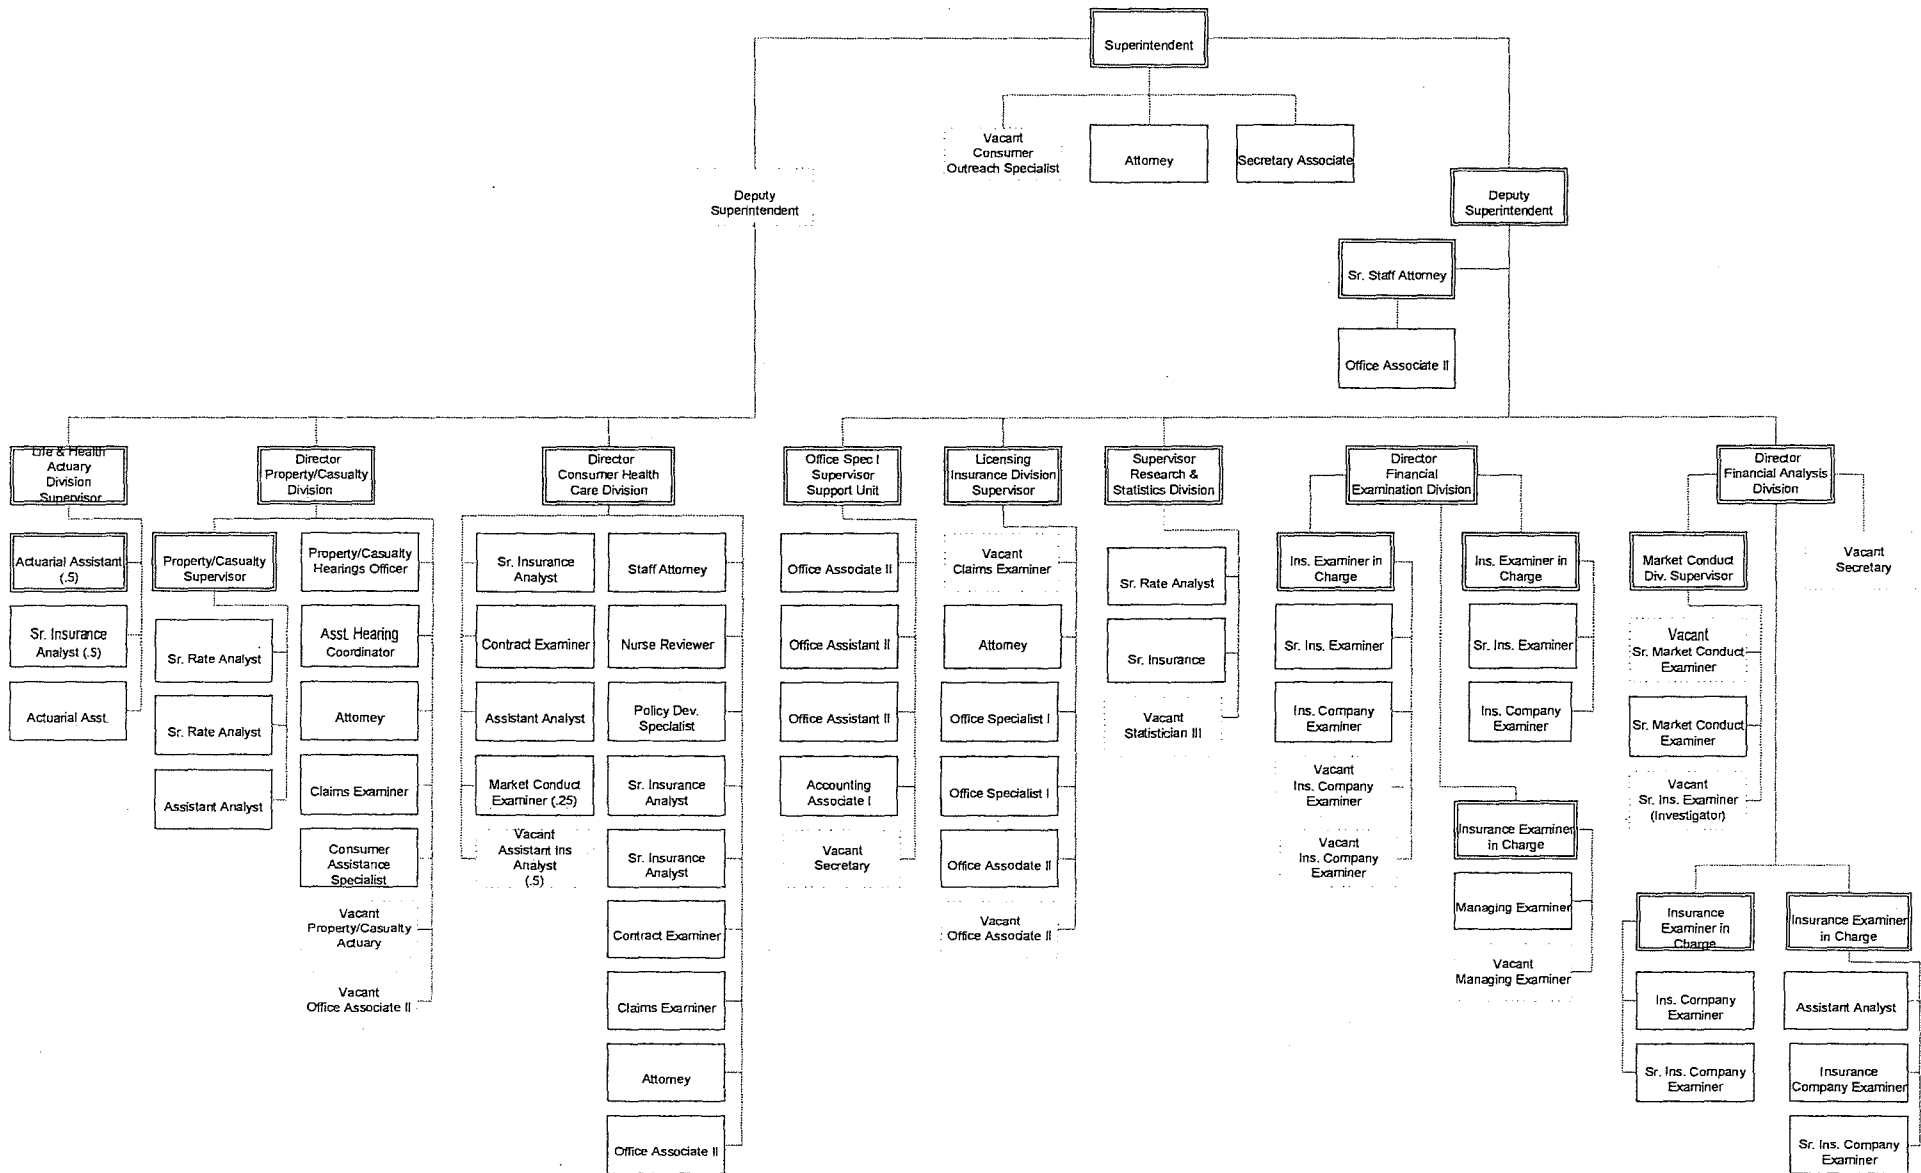 Superintendent
Vacant
Consumer
Outreach Specialist
Attorney
Secretary Associate
Deputy
Superintendent
Deputy
Superintendent
Sr. Staff Attorney
Office Associate II
Life & Health
Actuary
Division
Supervisor
Director
Property/Casualty
Division
Director
Consumer Health
Care Division
Office Spec I
Supervisor
Support Unit
Licensing
Insurance Division
Supervisor
Supervisor
Research &
Statistics Division
Director
Financial
Examination Division
Director
Financial Analysis
Division
Actuarial Assistant
(.5)
Sr. Insurance
Analyst (.5)
Actuarial Asst.
Property/Casualty
Supervisor
Sr. Rate Analyst
Sr. Rate Analyst
Assistant Analyst
Property/Casualty
Hearings Officer
Asst. Hearing
Coordinator
Attorney
Claims Examiner
Consumer
Assistance
Specialist
Vacant
Property/Casualty
Actuary
Vacant
Office Associate II
Sr. Insurance
Analyst
Contract Examiner
Assistant Analyst
Market Conduct
Examiner (.25)
Vacant
Assistant Ins
Analyst
(.5)
Staff Attorney
Nurse Reviewer
Policy Dev.
Specialist
Sr. Insurance
Analyst
Sr. Insurance
Analyst
Contract Examiner
Claims Examiner
Attorney
Office Associate II
Office Associate II
Office Assistant II
Office Assistant II
Accounting
Associate I
Vacant
Secretary
Vacant
Claims Examiner
Attorney
Office Specialist I
Office Specialist I
Office Assodate II
Vacant
Office Associate II
Sr. Rate Analyst
Sr. Insurance
Vacant
Statistician III
Ins. Examiner in
Charge
Sr. Ins. Examiner
Ins. Company
Examiner
Vacant
Ins. Company
Examiner
Vacant
Ins. Company
Examiner
Ins. Examiner in
Charge
Sr. Ins. Examiner
Ins. Company
Examiner
Insurance Examiner
in Charge
Managing Examiner
Vacant
Managing Examiner
Market Conduct
Div. Supervisor
Vacant
Sr. Market Conduct
Examiner
Sr. Market Conduct
Examiner
Vacant
Sr. Ins. Examiner
(Investigator)
Vacant
Secretary
Insurance
Examiner in
Charge
Ins. Company
Examiner
Sr. Ins. Company
Examiner
Insurance Examiner
in Charge
Assistant Analyst
Insurance
Company Examiner
Sr. Ins. Company
Examiner